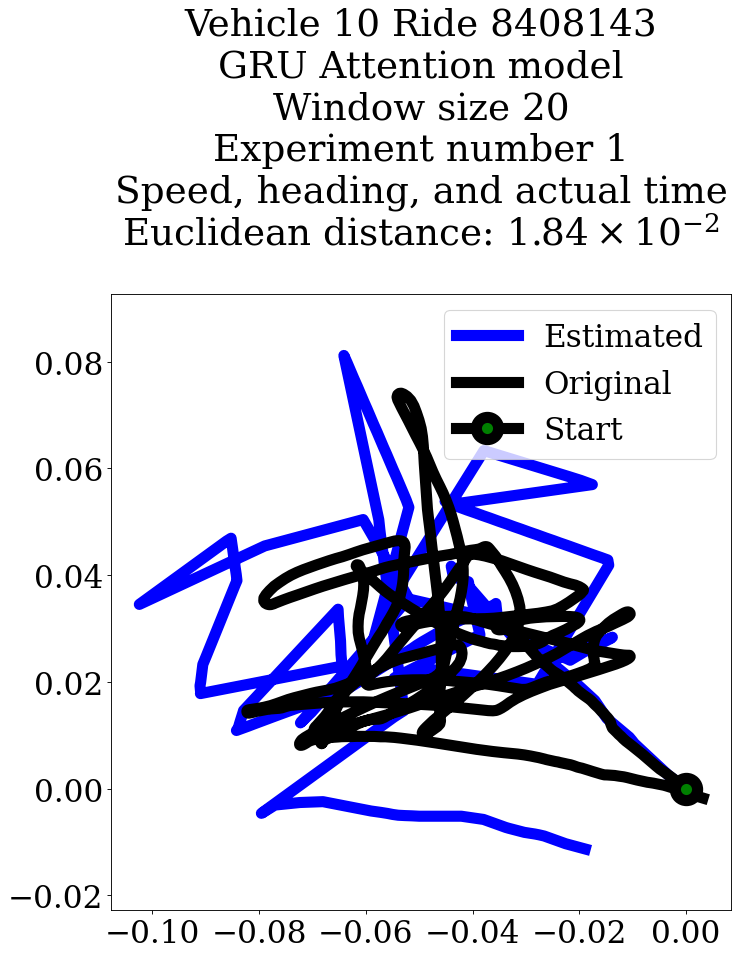 Vehicle 10 Ride 8408143
GRU Attention model
Window size 20
Experiment number 1
Speed, heading, and actual time
Euclidean distance: 1.84 × 10⁻²
Estimated
Original
Start
0.08
0.06
0.04
0.02
0.00
−0.02
−0.10 −0.08 −0.06 −0.04 −0.02 0.00